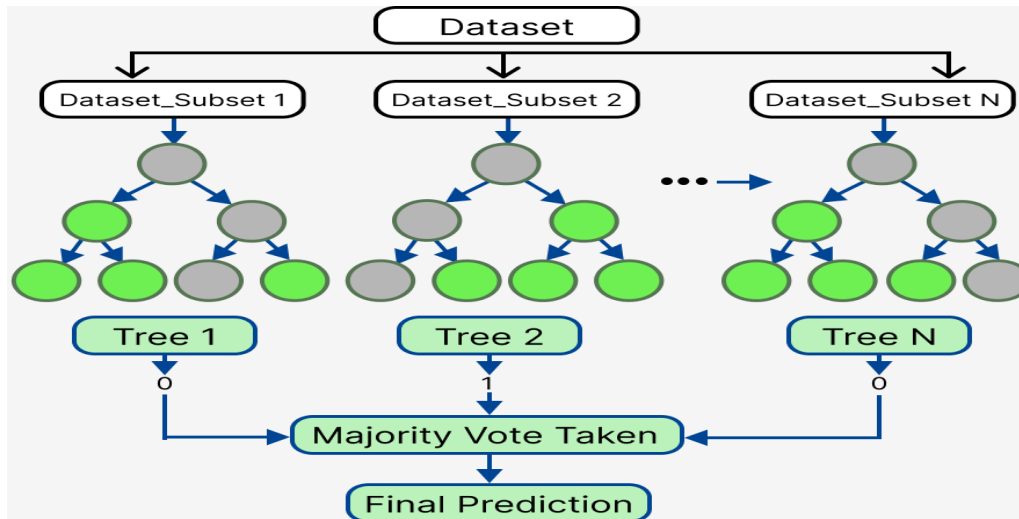 Dataset
Dataset_Subset 1
Dataset_Subset 2
Dataset_Subset N
•••
Tree 1
Tree 2
Tree N
0
1
0
Majority Vote Taken
Final Prediction